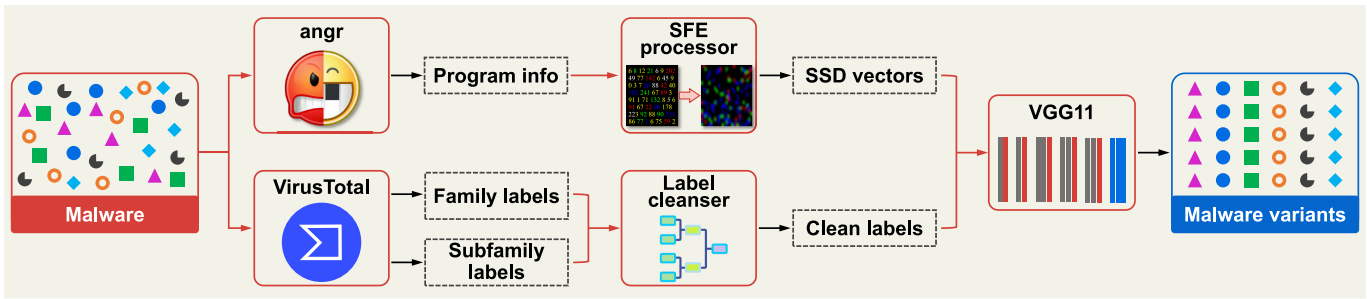 angr
SFE
processor
Program info
SSD vectors
VGG11
Malware
VirusTotal
Family labels
Subfamily
labels
Label
cleanser
Clean labels
Malware variants